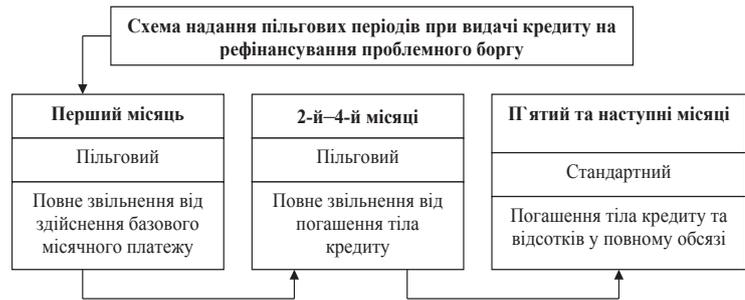 Схема надання пільгових періодів при видачі кредиту на
рефінансування проблемного боргу
Перший місяць
Пільговий
Повне звільнення від
здійснення базового
місячного платежу
2-й–4-й місяці
Пільговий
Повне звільнення від
погашення тіла
кредиту
П`ятий та наступні місяці
Стандартний
Погашення тіла кредиту та
відсотків у повному обсязі